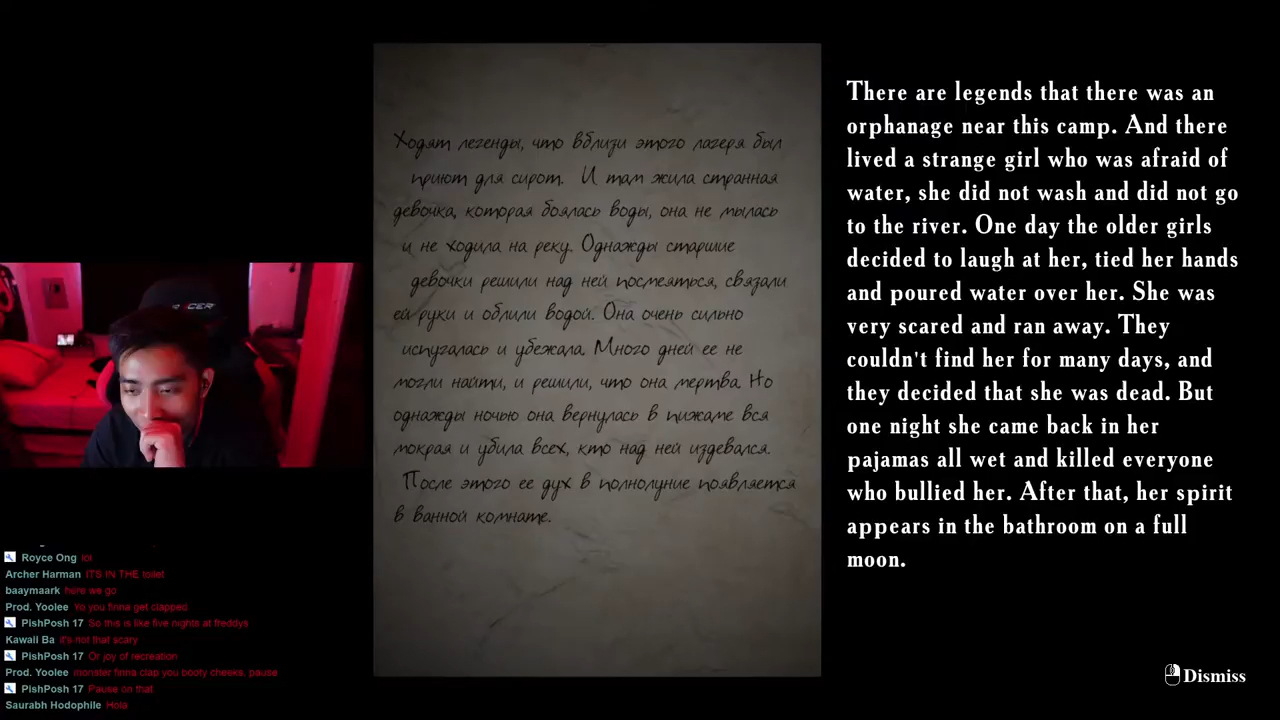 Ходят легенды, что вблизи этого лагеря был
приют для сирот. И там жила странная
девочка, которая боялась воды, она не мылась
и не ходила на реку. Однажды старшие
девочки решили над ней посмеяться, связали
ей руки и облили водой. Она очень сильно
испугалась и убежала. Много дней ее не
могли найти, и решили, что она мертва. Но
однажды ночью она вернулась в пижаме вся
мокрая и убила всех, кто над ней издевался.
После этого ее дух в полнолуние появляется
в ванной комнате.
There are legends that there was an
orphanage near this camp. And there
lived a strange girl who was afraid of
water, she did not wash and did not go
to the river. One day the older girls
decided to laugh at her, tied her hands
and poured water over her. She was
very scared and ran away. They
couldn't find her for many days, and
they decided that she was dead. But
one night she came back in her
pajamas all wet and killed everyone
who bullied her. After that, her spirit
appears in the bathroom on a full
moon.
Royce Ong lol
Archer Harman ITS IN THE toilet
baaymaark here we go
Prod. Yoolee Yo you finna get clapped
PishPosh 17 So this is like five nights at freddys
Kawaii Ba it's not that scary
PishPosh 17 Or joy of recreation
Prod. Yoolee monster finna clap you booty cheeks, pause
PishPosh 17 Pause on that
Saurabh Hodophile Hola
Dismiss